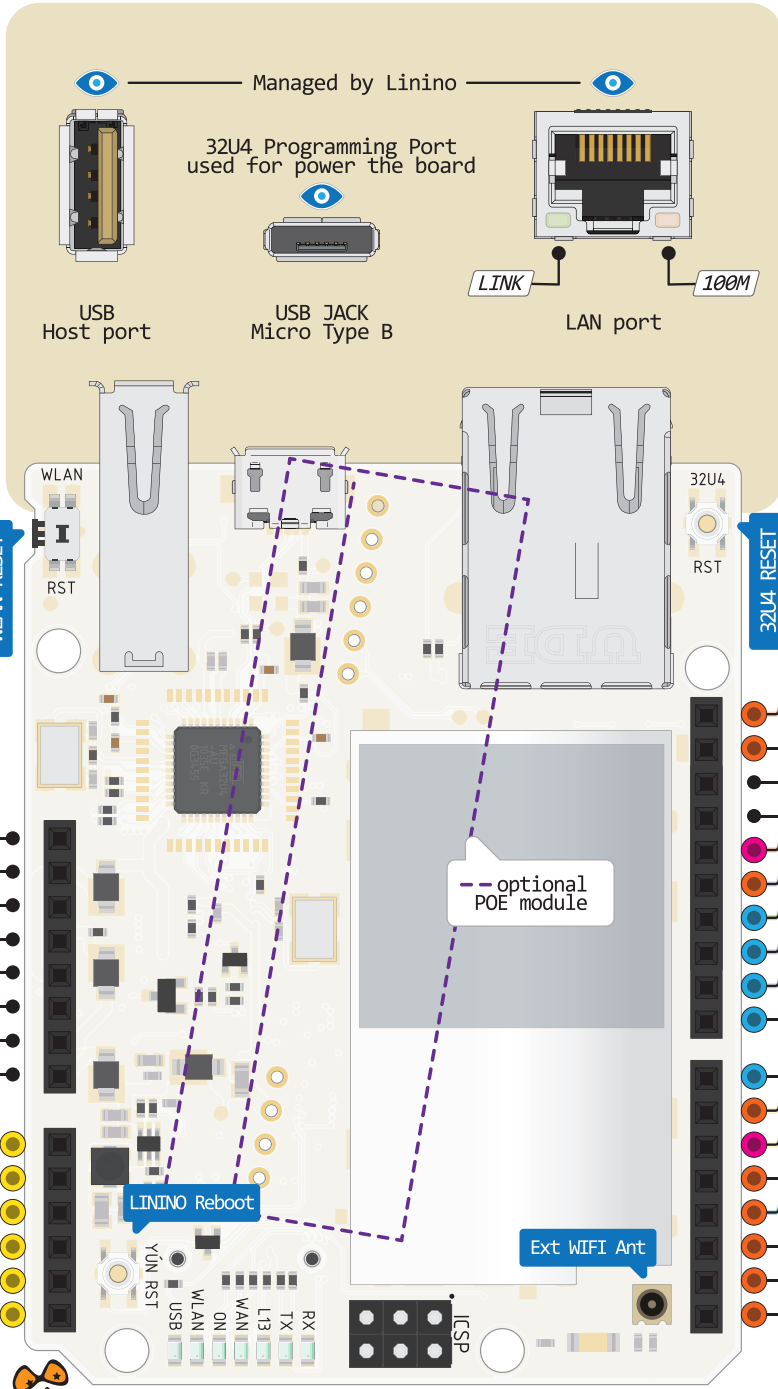 Managed by Linino
32U4 Programming Port
used for power the board
LINK
100M
USB
Host port
USB JACK
Micro Type B
LAN port
WLAN
RST
32U4
RST
32U4 RESET
UDE
optional
POE module
LININO Reboot
YÚN RST
Ext WIFI Ant
USB
WLAN
ON
WAN
L13
TX
RX
ICSP